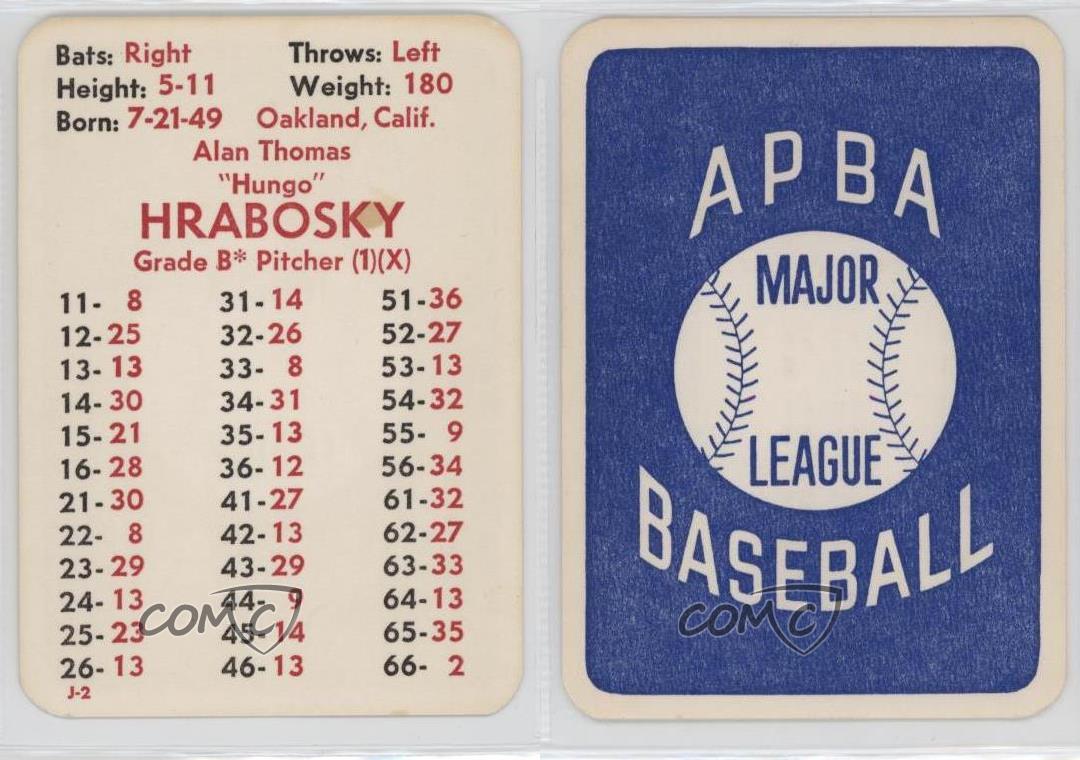 Bats: Right Throws: Left
Height: 5-11 Weight: 180
Born: 7-21-49 Oakland, Calif.
Alan Thomas
"Hungo"
HRABOSKY
Grade B* Pitcher (1)(X)
11- 8 31-14 51-36
12-25 32-26 52-27
13-13 33- 8 53-13
14-30 34-31 54-32
15-21 35-13 55- 9
16-28 36-12 56-34
21-30 41-27 61-32
22- 8 42-13 62-27
23-29 43-29 63-33
24-13 44- 9 64-13
25-23 45-14 65-35
26-13 46-13 66- 2
J-2
COMC
APBA
MAJOR
LEAGUE
BASEBALL
COMC